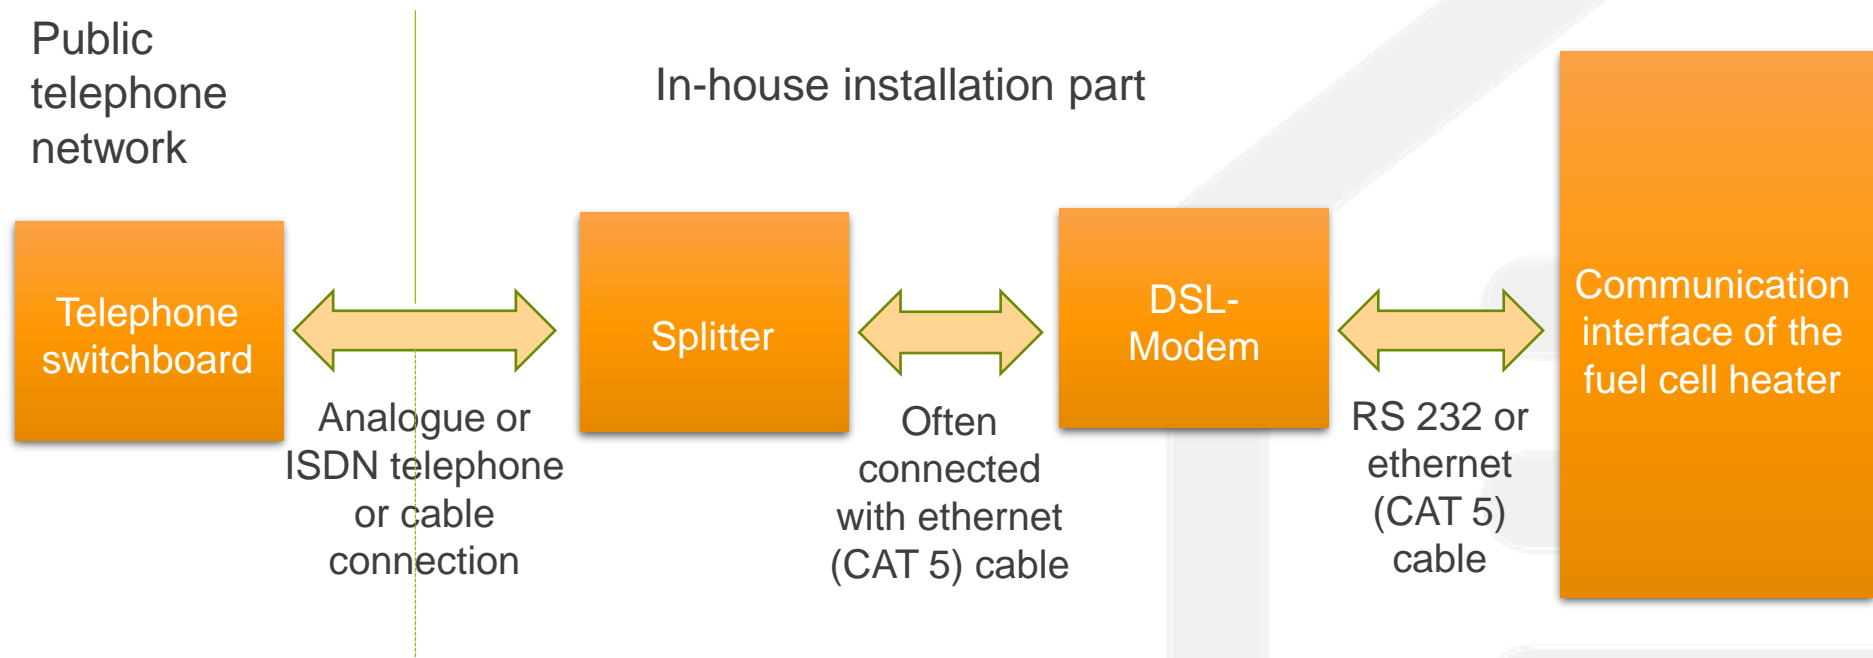 Public
telephone
network
In-house installation part
Telephone
switchboard
Analogue or
ISDN telephone
or cable
connection
Splitter
Often
connected
with ethernet
(CAT 5) cable
DSL-
Modem
RS 232 or
ethernet
(CAT 5)
cable
Communication
interface of the
fuel cell heater